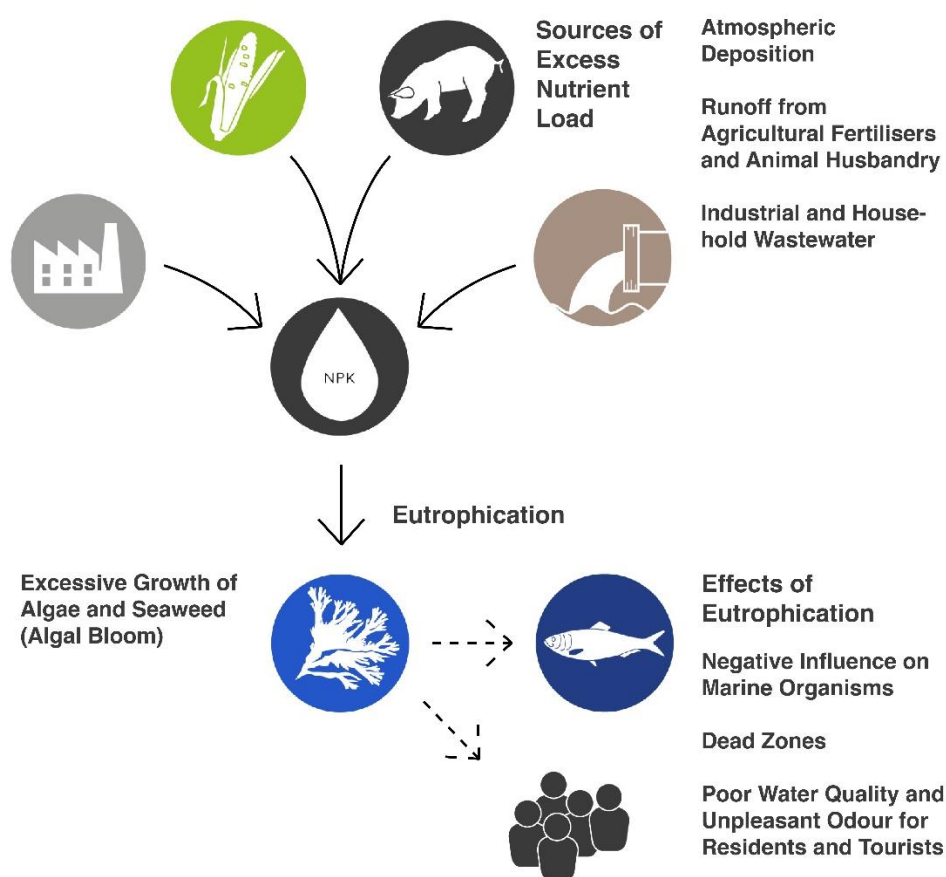 Sources of
Excess
Nutrient
Load
Atmospheric
Deposition
Runoff from
Agricultural Fertilisers
and Animal Husbandry
Industrial and House-
hold Wastewater
NPK
Eutrophication
Excessive Growth of
Algae and Seaweed
(Algal Bloom)
Effects of
Eutrophication
Negative Influence on
Marine Organisms
Dead Zones
Poor Water Quality and
Unpleasant Odour for
Residents and Tourists